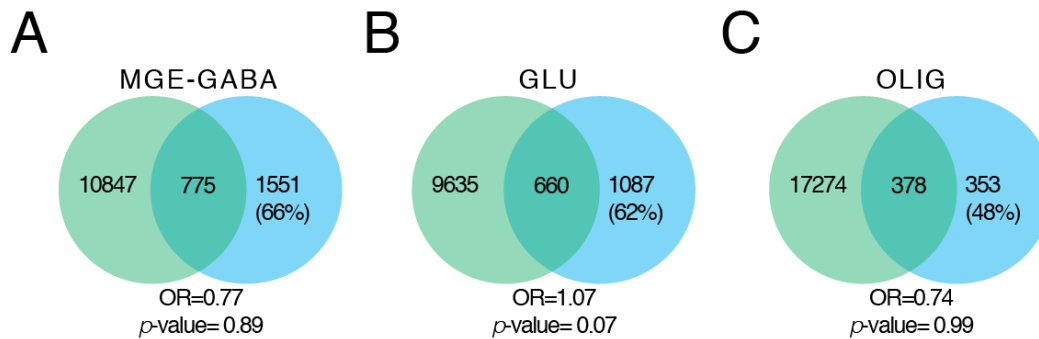 A
MGE-GABA
10847
775
1551
(66%)
OR=0.77
p-value= 0.89
B
GLU
9635
660
1087
(62%)
OR=1.07
p-value= 0.07
C
OLIG
17274
378
353
(48%)
OR=0.74
p-value= 0.99